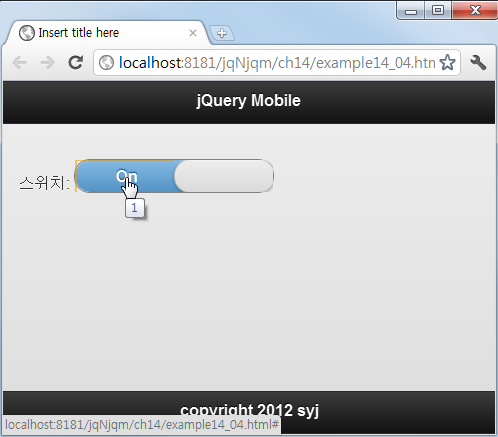 Insert title here
localhost:8181/jqNjqm/ch14/example14_04.htm
jQuery Mobile
스위치: On
1
copyright 2012 syj
localhost:8181/jqNjqm/ch14/example14_04.html#